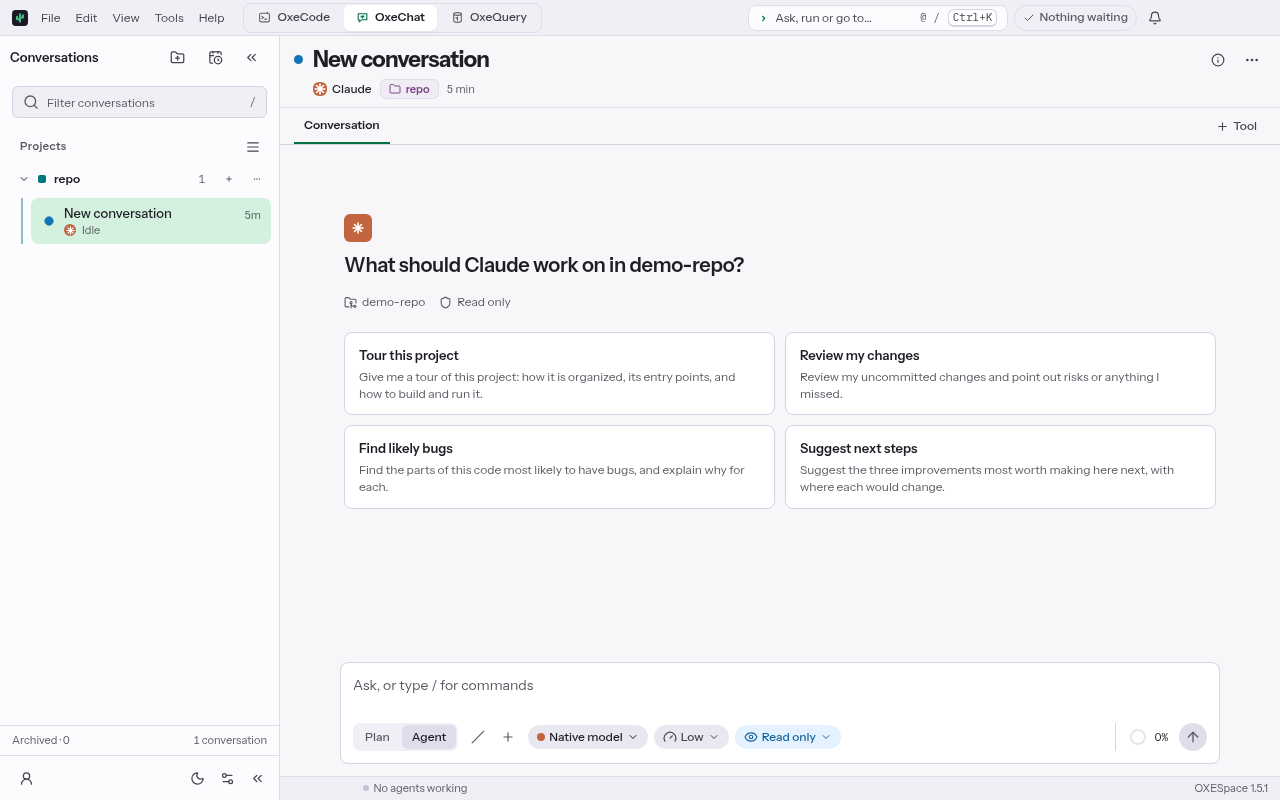 File Edit View Tools Help OxeCode OxeChat OxeQuery Ask, run or go to... @ / Ctrl+K Nothing waiting
Conversations
Filter conversations /
Projects
repo 1
New conversation 5m
Idle
Archived · 0 1 conversation
New conversation
Claude repo 5 min
Conversation Tool
What should Claude work on in demo-repo?
demo-repo Read only
Tour this project
Give me a tour of this project: how it is organized, its entry points, and
how to build and run it.
Review my changes
Review my uncommitted changes and point out risks or anything I
missed.
Find likely bugs
Find the parts of this code most likely to have bugs, and explain why for
each.
Suggest next steps
Suggest the three improvements most worth making here next, with
where each would change.
Ask, or type / for commands
Plan Agent Native model Low Read only 0%
No agents working OXESpace 1.5.1